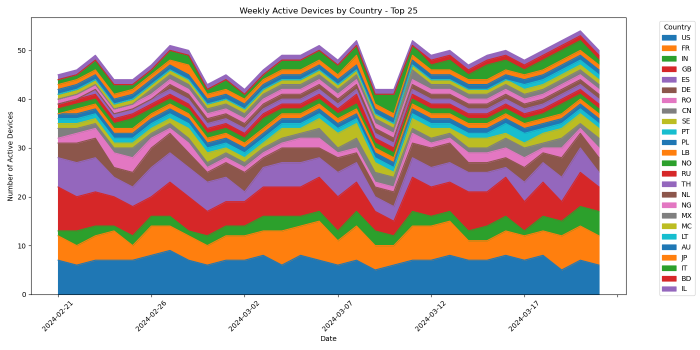 Weekly Active Devices by Country - Top 25
Number of Active Devices
50
40
30
20
10
0
2024-02-21
2024-02-26
2024-03-02
2024-03-07
2024-03-12
2024-03-17
Date
Country
US
FR
IN
GB
ES
DE
RO
CN
SE
PT
PL
LB
NO
RU
TH
NL
NG
MX
MC
LT
AU
JP
IT
BD
IL